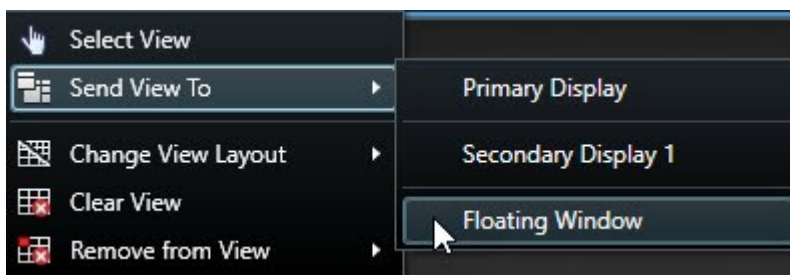 Select View
Send View To
Primary Display
Change View Layout
Secondary Display 1
Clear View
Floating Window
Remove from View